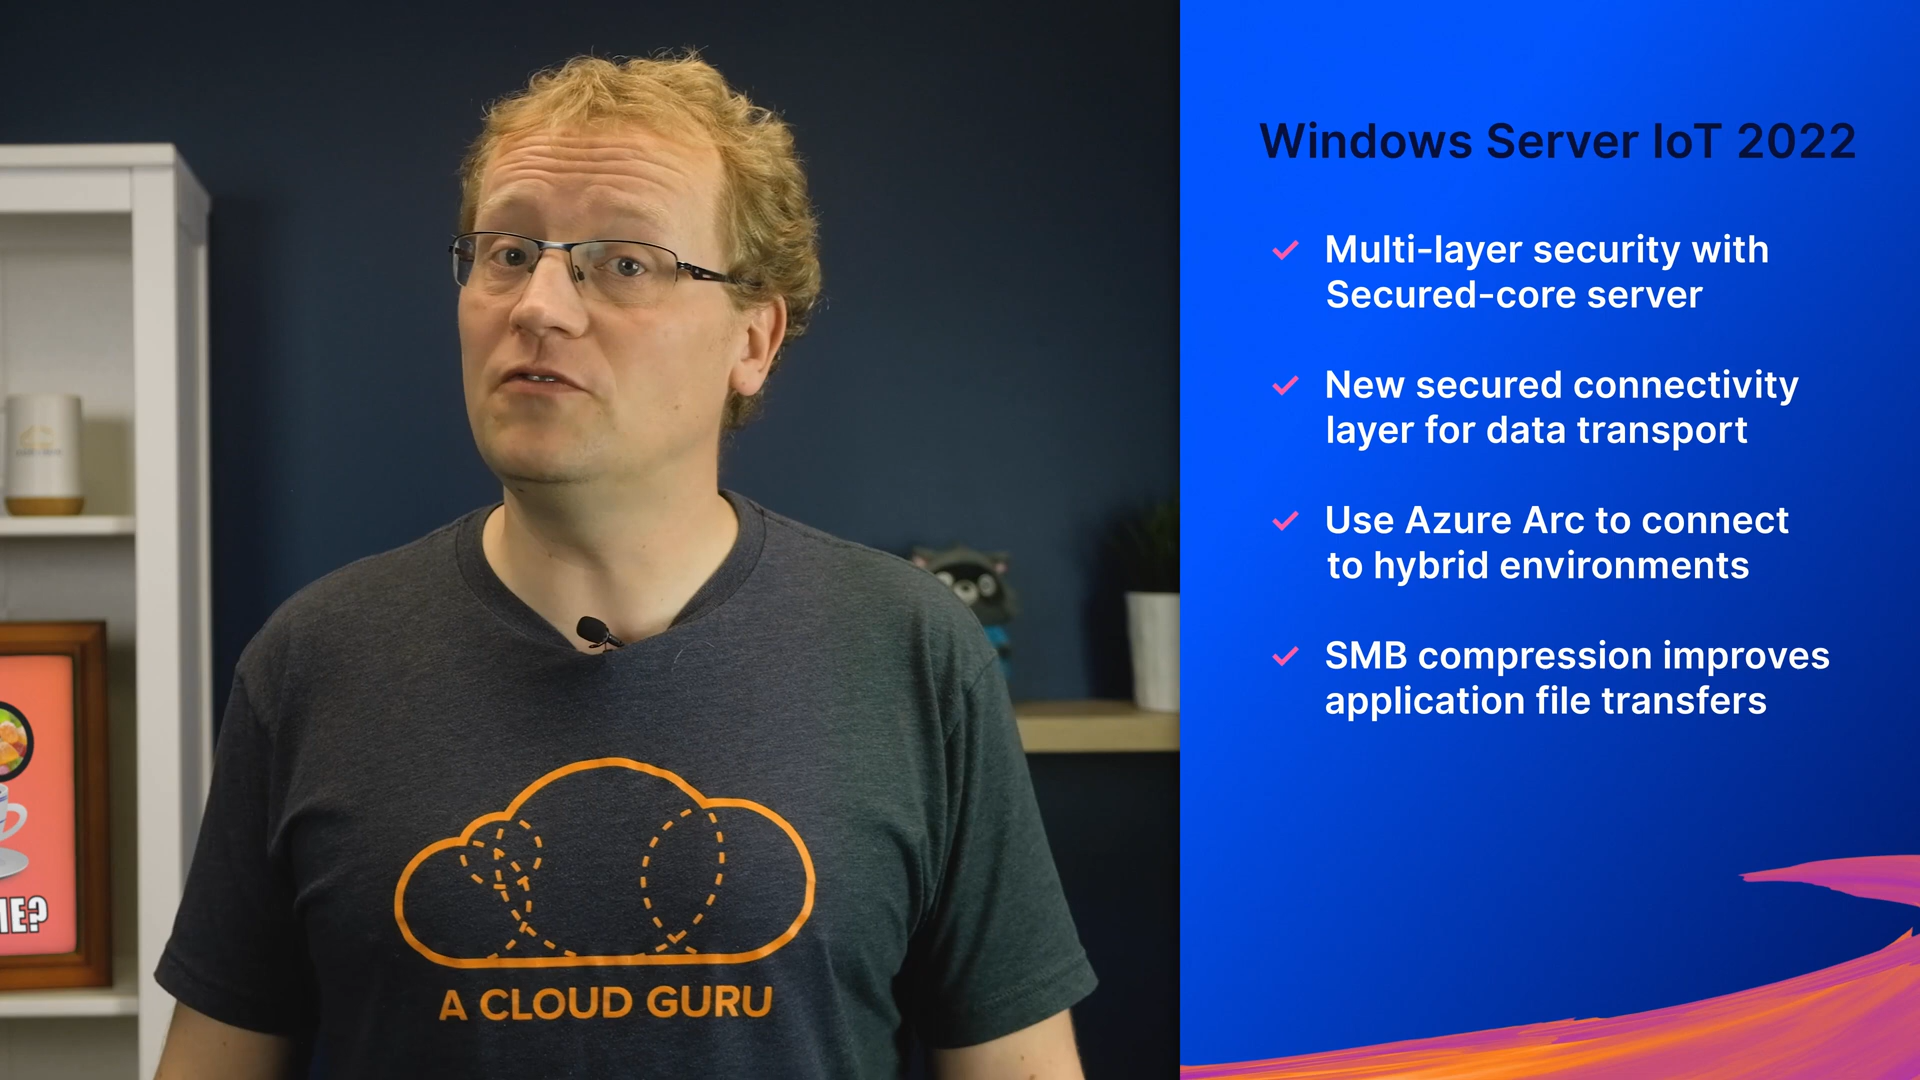 Windows Server IoT 2022
Multi-layer security with
Secured-core server
New secured connectivity
layer for data transport
Use Azure Arc to connect
to hybrid environments
SMB compression improves
application file transfers
A CLOUD GURU